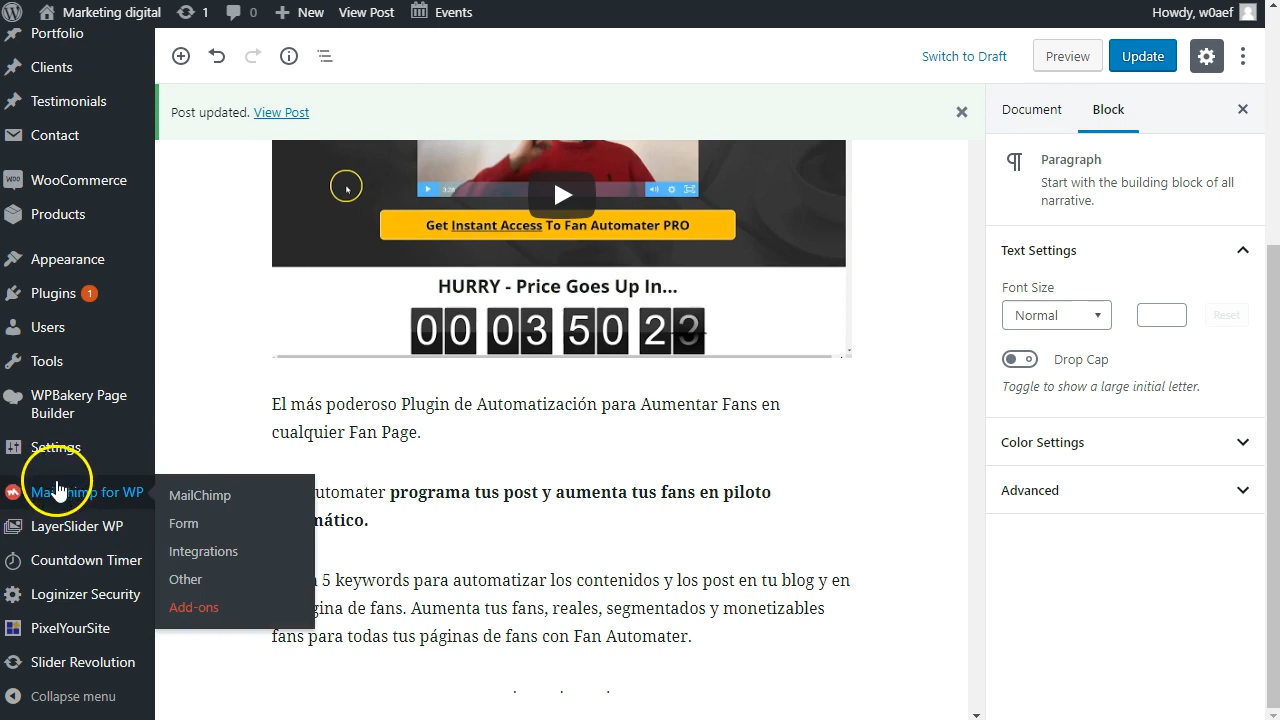 Marketing digital 1 0 New View Post Events Howdy, w0aef
Portfolio
Clients
Testimonials
Contact
WOO WooCommerce
Products
Appearance
Plugins 1
Users
Tools
WPBakery Page
Builder
Settings
MailChimp for WP
LayerSlider WP
Countdown Timer
Loginizer Security
PixelYourSite
Slider Revolution
Collapse menu
MailChimp
Form
Integrations
Other
Add-ons
Switch to Draft Preview Update
Post updated. View Post
3:28
Get Instant Access To Fan Automater PRO
HURRY - Price Goes Up In...
00 03 50 22
El más poderoso Plugin de Automatización para Aumentar Fans en
cualquier Fan Page.
utomater programa tus post y aumenta tus fans en piloto
mático.
5 keywords para automatizar los contenidos y los post en tu blog y en
gina de fans. Aumenta tus fans, reales, segmentados y monetizables
fans para todas tus páginas de fans con Fan Automater.
. . .
Document Block
Paragraph
Start with the building block of all
narrative.
Text Settings
Font Size
Normal Reset
Drop Cap
Toggle to show a large initial letter.
Color Settings
Advanced